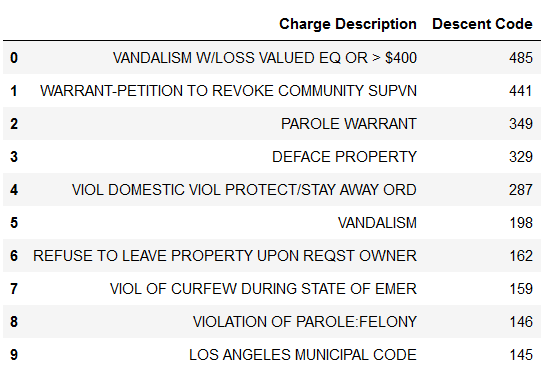 Charge Description Descent Code
0 VANDALISM W/LOSS VALUED EQ OR > $400 485
1 WARRANT-PETITION TO REVOKE COMMUNITY SUPVN 441
2 PAROLE WARRANT 349
3 DEFACE PROPERTY 329
4 VIOL DOMESTIC VIOL PROTECT/STAY AWAY ORD 287
5 VANDALISM 198
6 REFUSE TO LEAVE PROPERTY UPON REQST OWNER 162
7 VIOL OF CURFEW DURING STATE OF EMER 159
8 VIOLATION OF PAROLE:FELONY 146
9 LOS ANGELES MUNICIPAL CODE 145